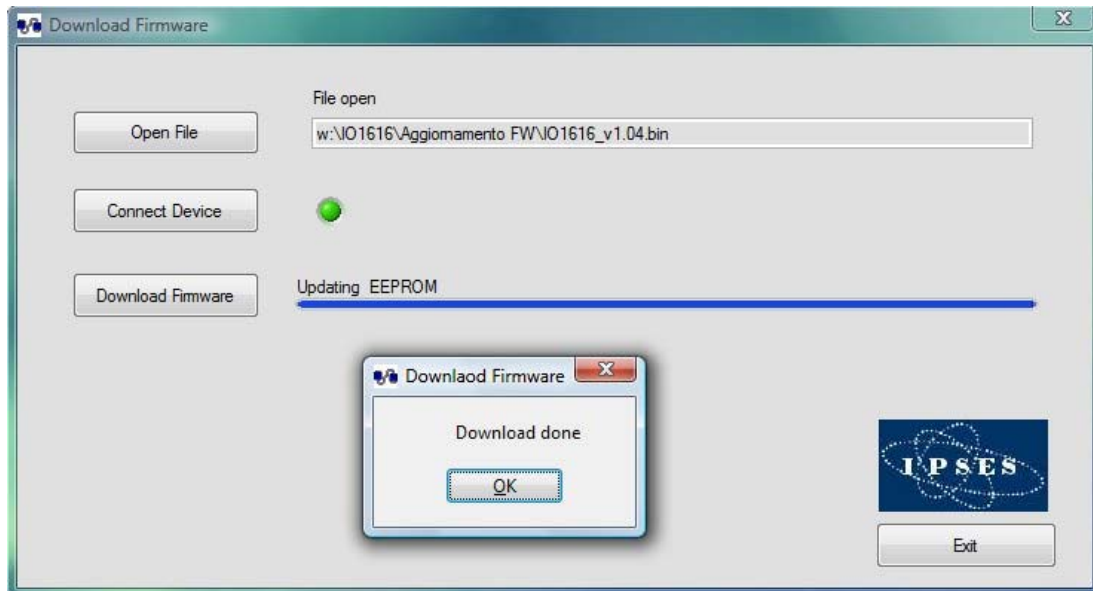 Download Firmware
File open
Open File
w:\IO1616\Aggiornamento FW\IO1616_v1.04.bin
Connect Device
Download Firmware
Updating EEPROM
Downlaod Firmware
Download done
OK
IPSES
Exit